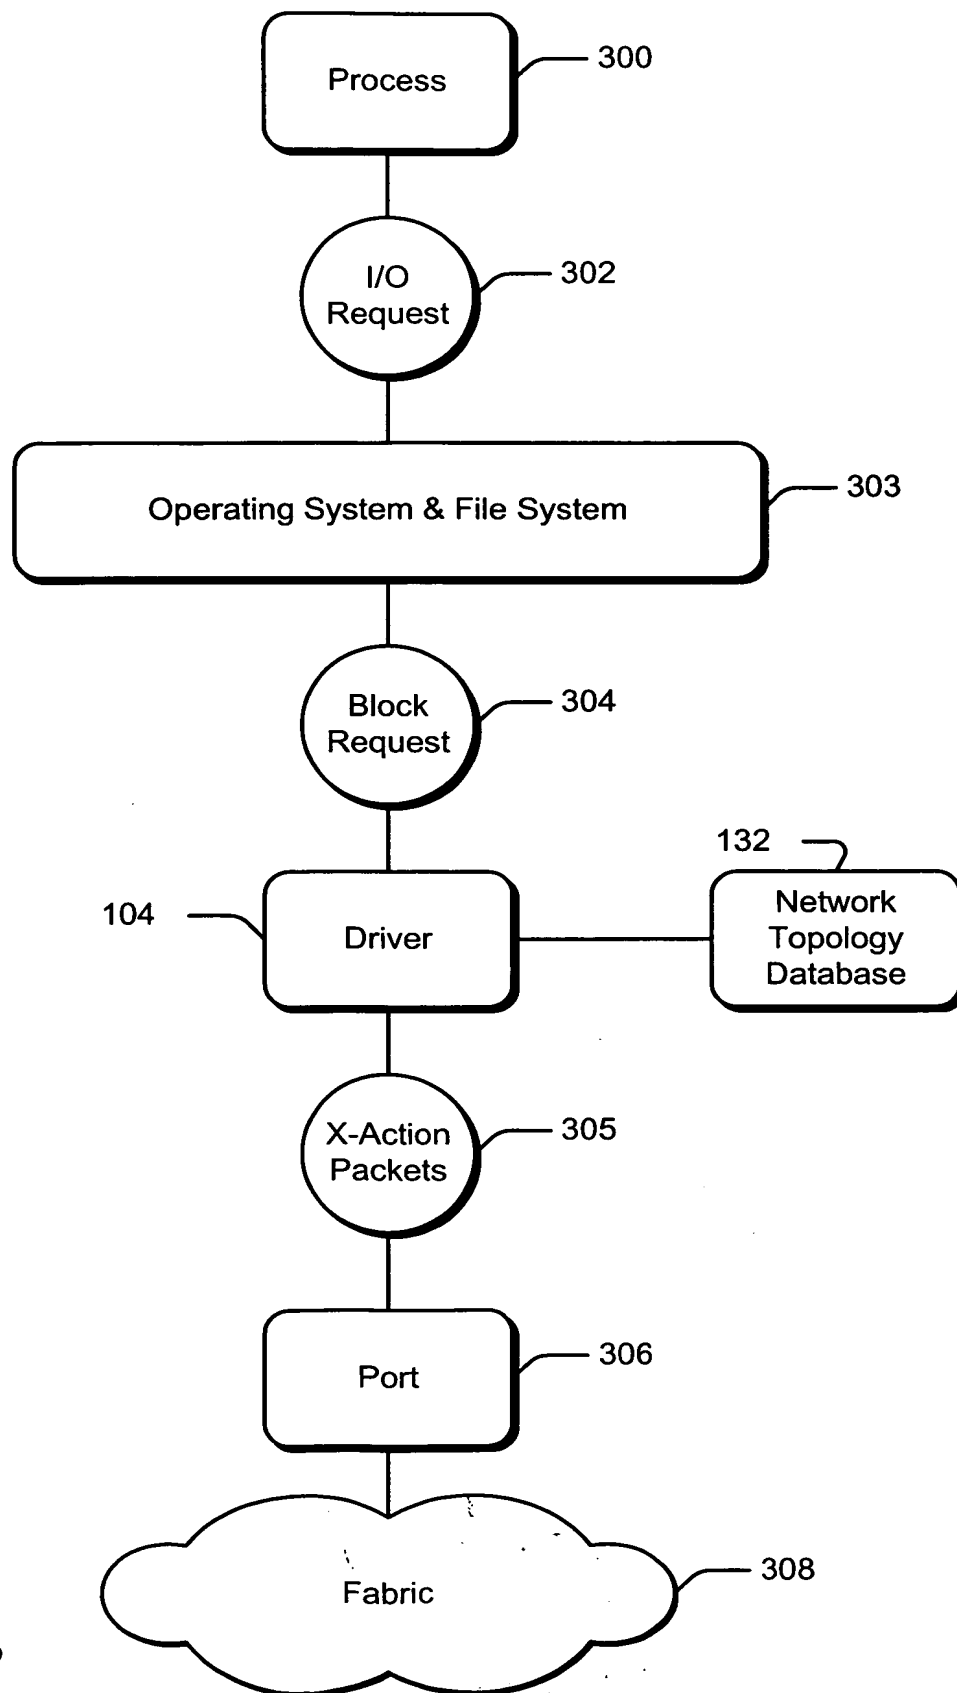 Process
300
I/O
Request
302
Operating System & File System
303
Block
Request
304
132
Network
Topology
Database
104
Driver
X-Action
Packets
305
Port
306
Fabric
308